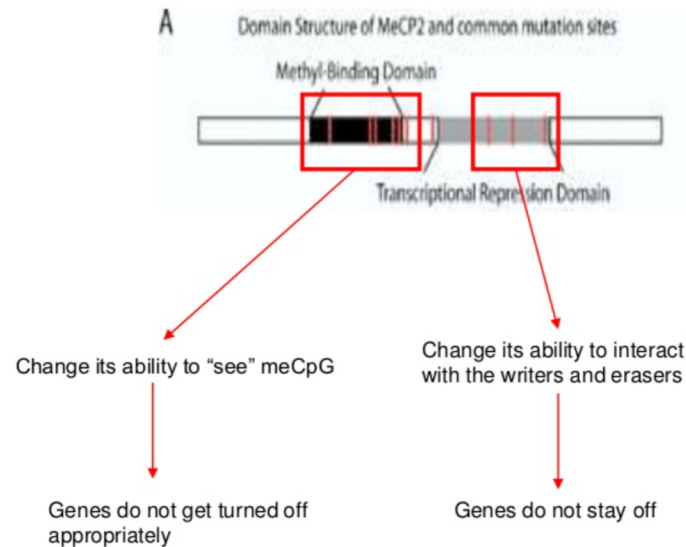 A
Domain Structure of MeCP2 and common mutation sites
Methyl-Binding Domain
Transcriptional Repression Domain
Change its ability to “see” meCpG
Change its ability to interact
with the writers and erasers
Genes do not get turned off
appropriately
Genes do not stay off